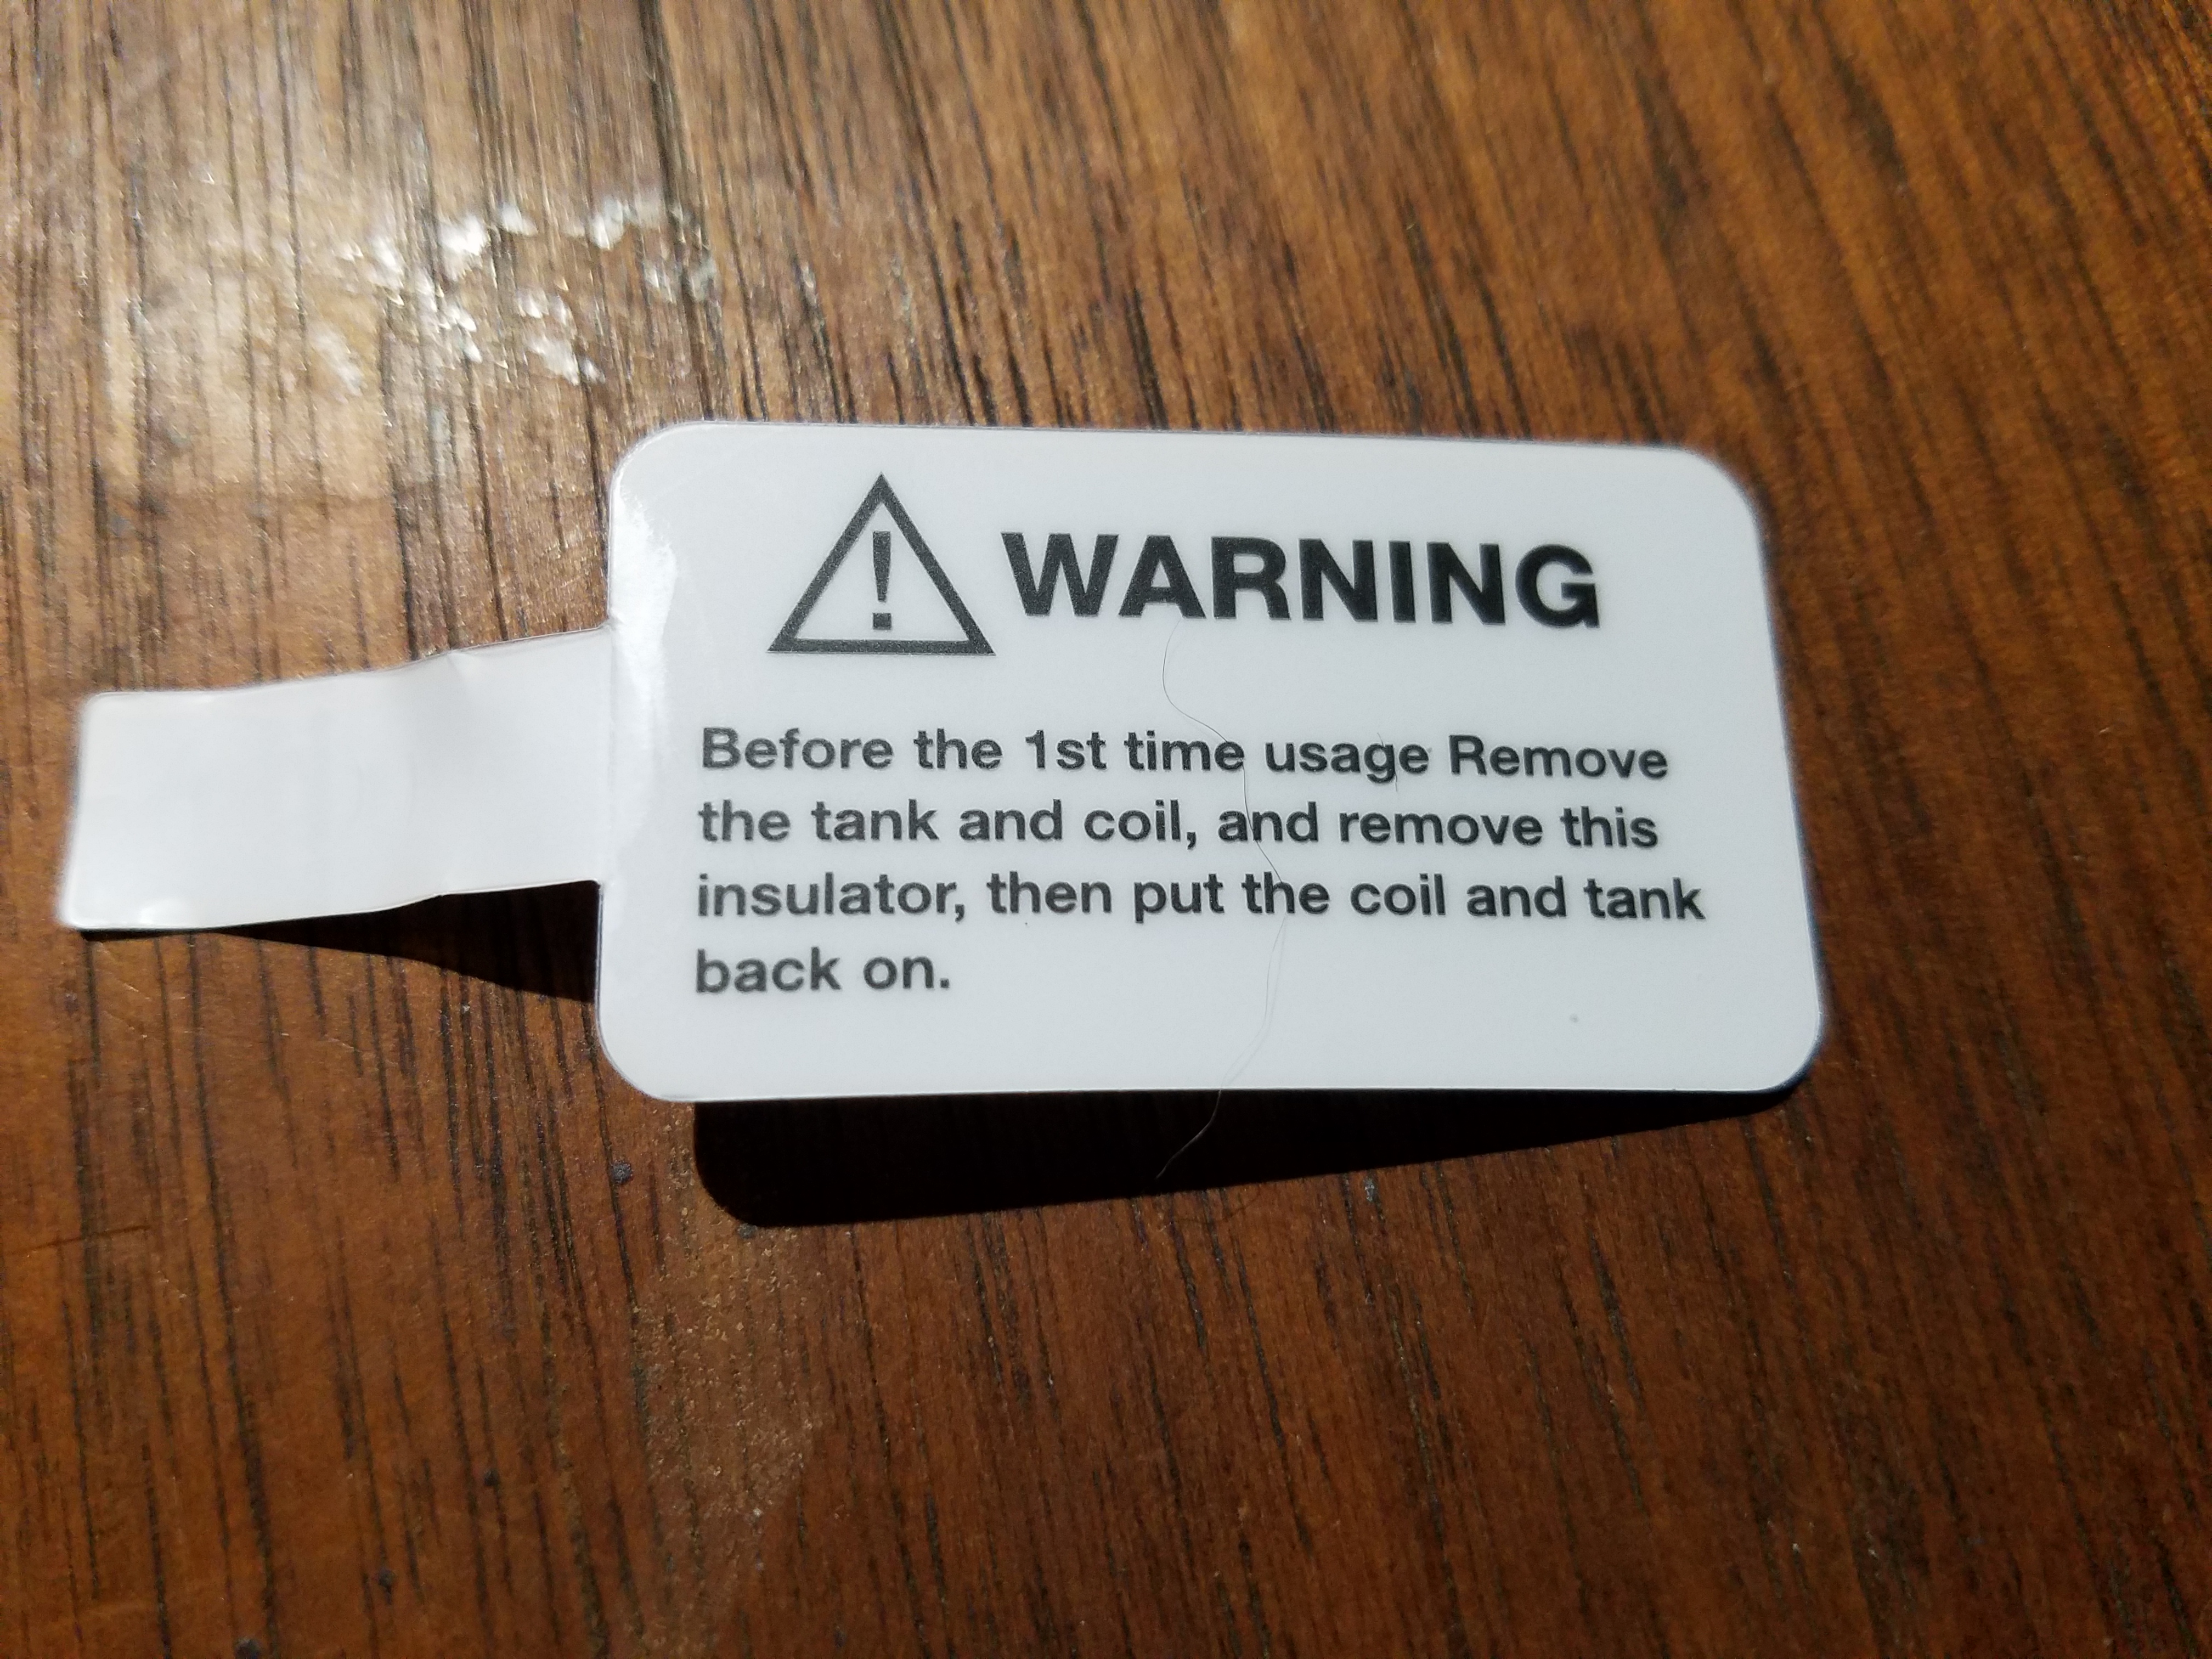 WARNING
Before the 1st time usage Remove
the tank and coil, and remove this
insulator, then put the coil and tank
back on.